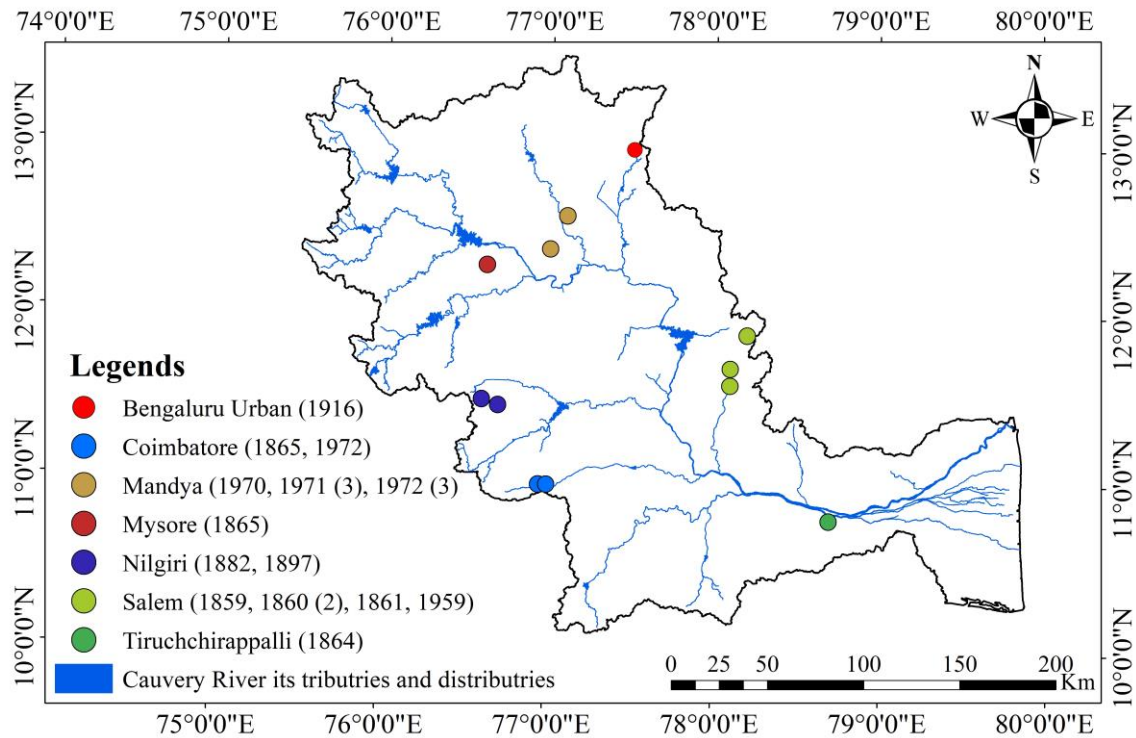 74°0'0"E 75°0'0"E 76°0'0"E 77°0'0"E 78°0'0"E 79°0'0"E 80°0'0"E
N
W E
S
13°0'0"N
12°0'0"N
11°0'0"N
10°0'0"N
13°0'0"N
12°0'0"N
11°0'0"N
10°0'0"N
Legends
Bengaluru Urban (1916)
Coimbatore (1865, 1972)
Mandya (1970, 1971 (3), 1972 (3)
Mysore (1865)
Nilgiri (1882, 1897)
Salem (1859, 1860 (2), 1861, 1959)
Tiruchchirappalli (1864)
Cauvery River its tributries and distributries
0 25 50 100 150 200
Km
75°0'0"E 76°0'0"E 77°0'0"E 78°0'0"E 79°0'0"E 80°0'0"E